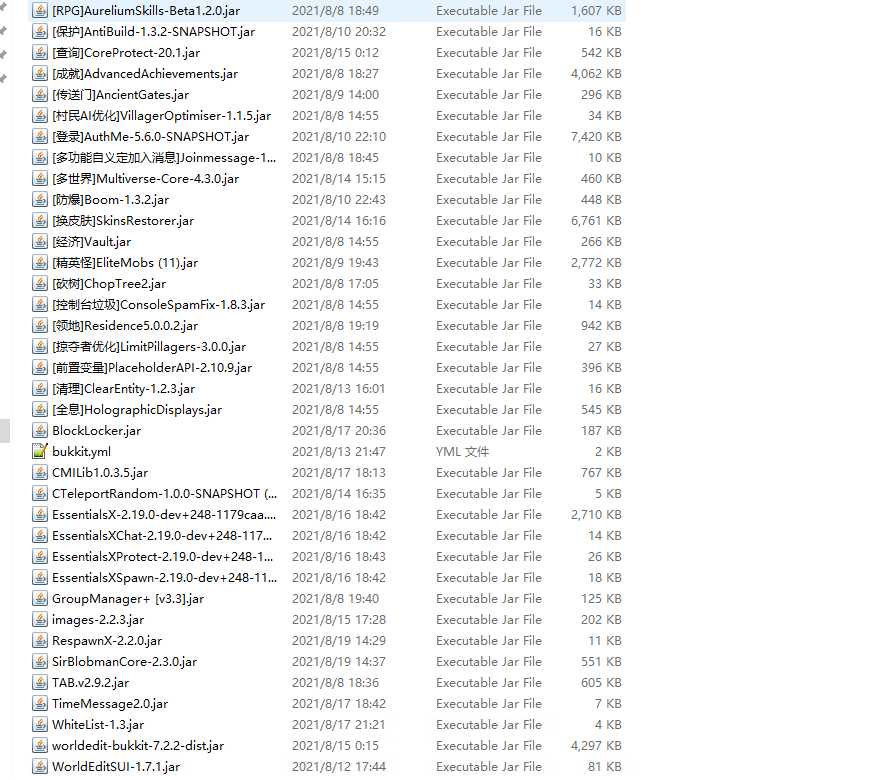 [RPG]AureliumSkills-Beta1.2.0.jar 2021/8/8 18:49 Executable Jar File 1,607 KB
[保护]AntiBuild-1.3.2-SNAPSHOT.jar 2021/8/10 20:32 Executable Jar File 16 KB
[查询]CoreProtect-20.1.jar 2021/8/15 0:12 Executable Jar File 542 KB
[成就]AdvancedAchievements.jar 2021/8/8 18:27 Executable Jar File 4,062 KB
[传送门]AncientGates.jar 2021/8/9 14:00 Executable Jar File 296 KB
[村民AI优化]VillagerOptimiser-1.1.5.jar 2021/8/8 14:55 Executable Jar File 34 KB
[登录]AuthMe-5.6.0-SNAPSHOT.jar 2021/8/10 22:10 Executable Jar File 7,420 KB
[多功能自义定加入消息]Joinmessage-1... 2021/8/8 18:45 Executable Jar File 10 KB
[多世界]Multiverse-Core-4.3.0.jar 2021/8/14 15:15 Executable Jar File 460 KB
[防爆]Boom-1.3.2.jar 2021/8/10 22:43 Executable Jar File 448 KB
[换皮肤]SkinsRestorer.jar 2021/8/14 16:16 Executable Jar File 6,761 KB
[经济]Vault.jar 2021/8/8 14:55 Executable Jar File 266 KB
[精英怪]EliteMobs (11).jar 2021/8/9 19:43 Executable Jar File 2,772 KB
[砍树]ChopTree2.jar 2021/8/8 17:05 Executable Jar File 33 KB
[控制台垃圾]ConsoleSpamFix-1.8.3.jar 2021/8/8 14:55 Executable Jar File 14 KB
[领地]Residence5.0.0.2.jar 2021/8/8 19:19 Executable Jar File 942 KB
[掠夺者优化]LimitPillagers-3.0.0.jar 2021/8/8 14:55 Executable Jar File 27 KB
[前置变量]PlaceholderAPI-2.10.9.jar 2021/8/8 14:55 Executable Jar File 396 KB
[清理]ClearEntity-1.2.3.jar 2021/8/13 16:01 Executable Jar File 16 KB
[全息]HolographicDisplays.jar 2021/8/8 14:55 Executable Jar File 545 KB
BlockLocker.jar 2021/8/17 20:36 Executable Jar File 187 KB
bukkit.yml 2021/8/13 21:47 YML 文件 2 KB
CMILib1.0.3.5.jar 2021/8/17 18:13 Executable Jar File 767 KB
CTeleportRandom-1.0.0-SNAPSHOT (... 2021/8/14 16:35 Executable Jar File 5 KB
EssentialsX-2.19.0-dev+248-1179caa.... 2021/8/16 18:42 Executable Jar File 2,710 KB
EssentialsXChat-2.19.0-dev+248-117... 2021/8/16 18:42 Executable Jar File 14 KB
EssentialsXProtect-2.19.0-dev+248-1... 2021/8/16 18:43 Executable Jar File 26 KB
EssentialsXSpawn-2.19.0-dev+248-11... 2021/8/16 18:42 Executable Jar File 18 KB
GroupManager+ [v3.3].jar 2021/8/8 19:40 Executable Jar File 125 KB
images-2.2.3.jar 2021/8/15 17:28 Executable Jar File 202 KB
RespawnX-2.2.0.jar 2021/8/19 14:29 Executable Jar File 11 KB
SirBlobmanCore-2.3.0.jar 2021/8/19 14:37 Executable Jar File 551 KB
TAB.v2.9.2.jar 2021/8/8 18:36 Executable Jar File 605 KB
TimeMessage2.0.jar 2021/8/17 18:42 Executable Jar File 7 KB
WhiteList-1.3.jar 2021/8/17 21:21 Executable Jar File 4 KB
worldedit-bukkit-7.2.2-dist.jar 2021/8/15 0:15 Executable Jar File 4,297 KB
WorldEditSUI-1.7.1.jar 2021/8/12 17:44 Executable Jar File 81 KB